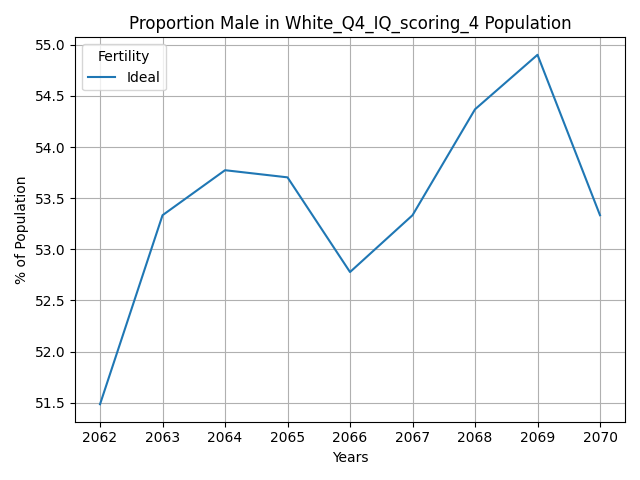 Proportion Male in White_Q4_IQ_scoring_4 Population
Fertility
Ideal
% of Population
55.0
54.5
54.0
53.5
53.0
52.5
52.0
51.5
2062 2063 2064 2065 2066 2067 2068 2069 2070
Years